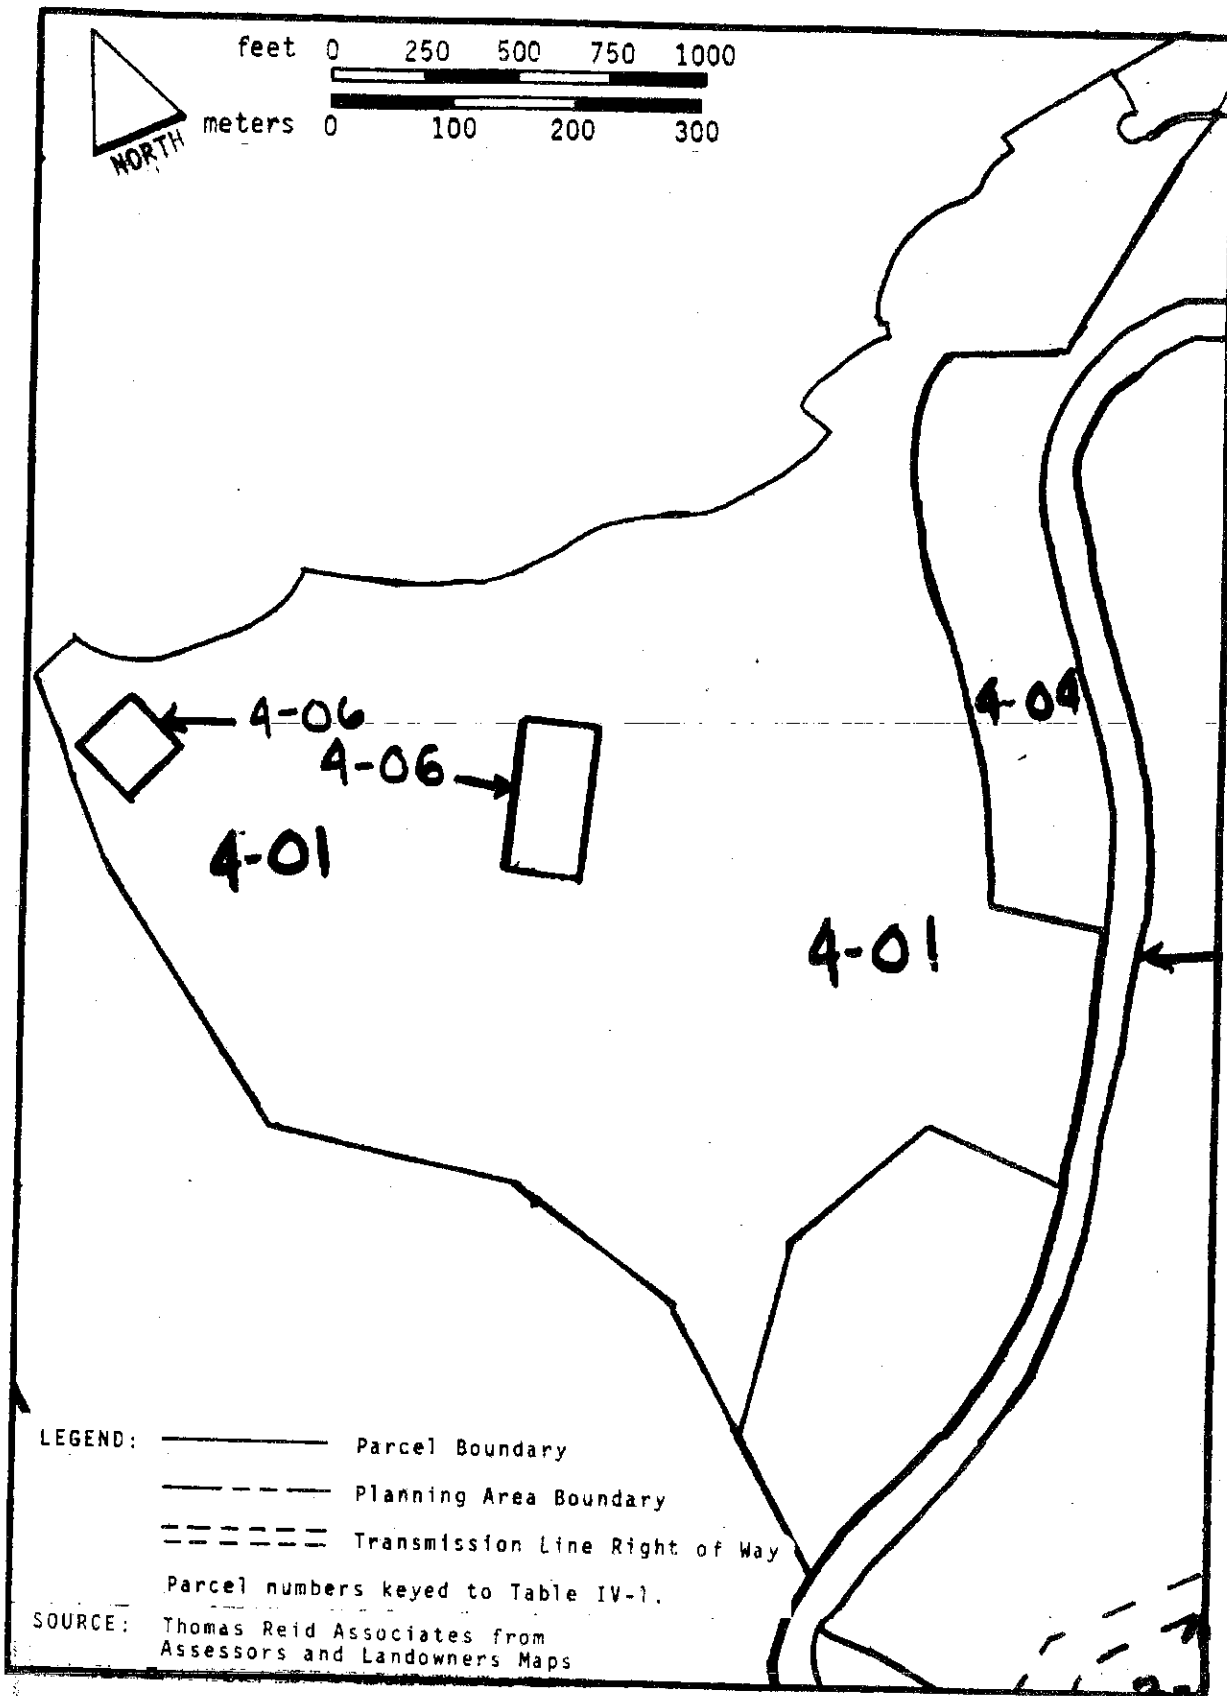 feet 0 250 500 750 1000
meters 0 100 200 300
NORTH
4-04
4-06
4-06
4-01
4-01
LEGEND: Parcel Boundary
Planning Area Boundary
Transmission Line Right of Way
Parcel numbers keyed to Table IV-1.
SOURCE: Thomas Reid Associates from
Assessors and Landowners Maps